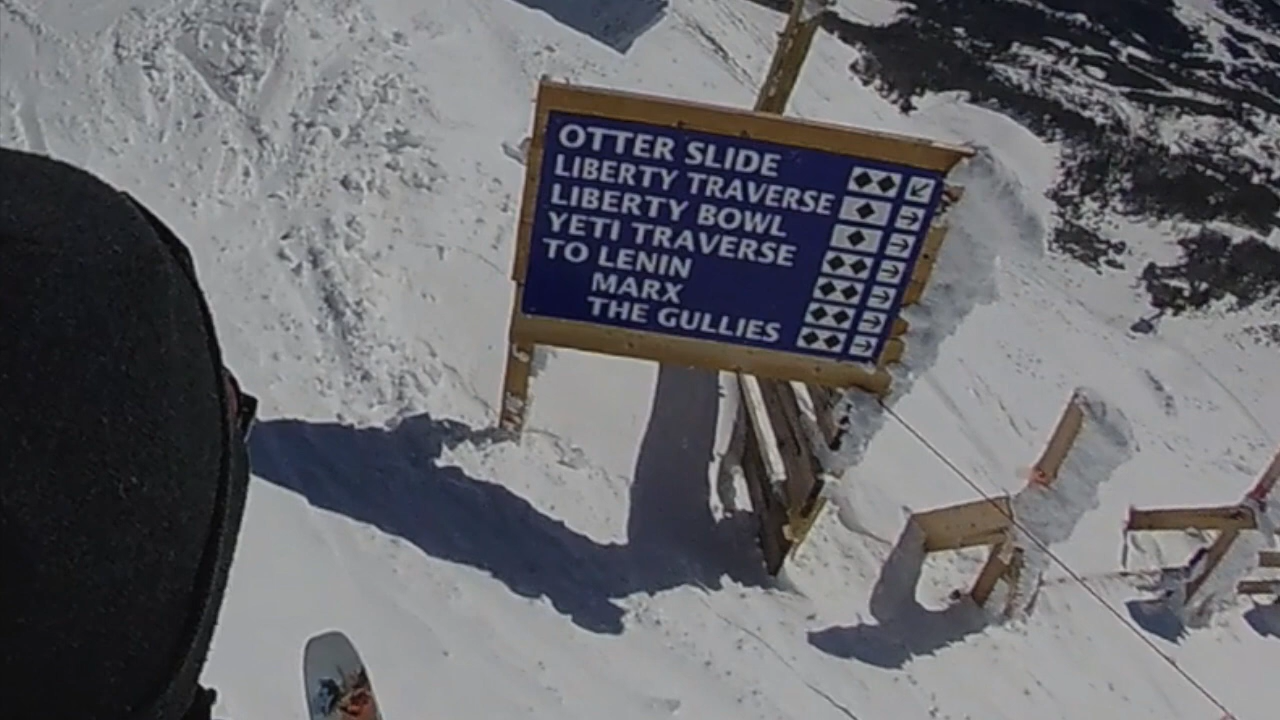 OTTER SLIDE
LIBERTY TRAVERSE
LIBERTY BOWL
YETI TRAVERSE
TO LENIN
MARX
THE GULLIES